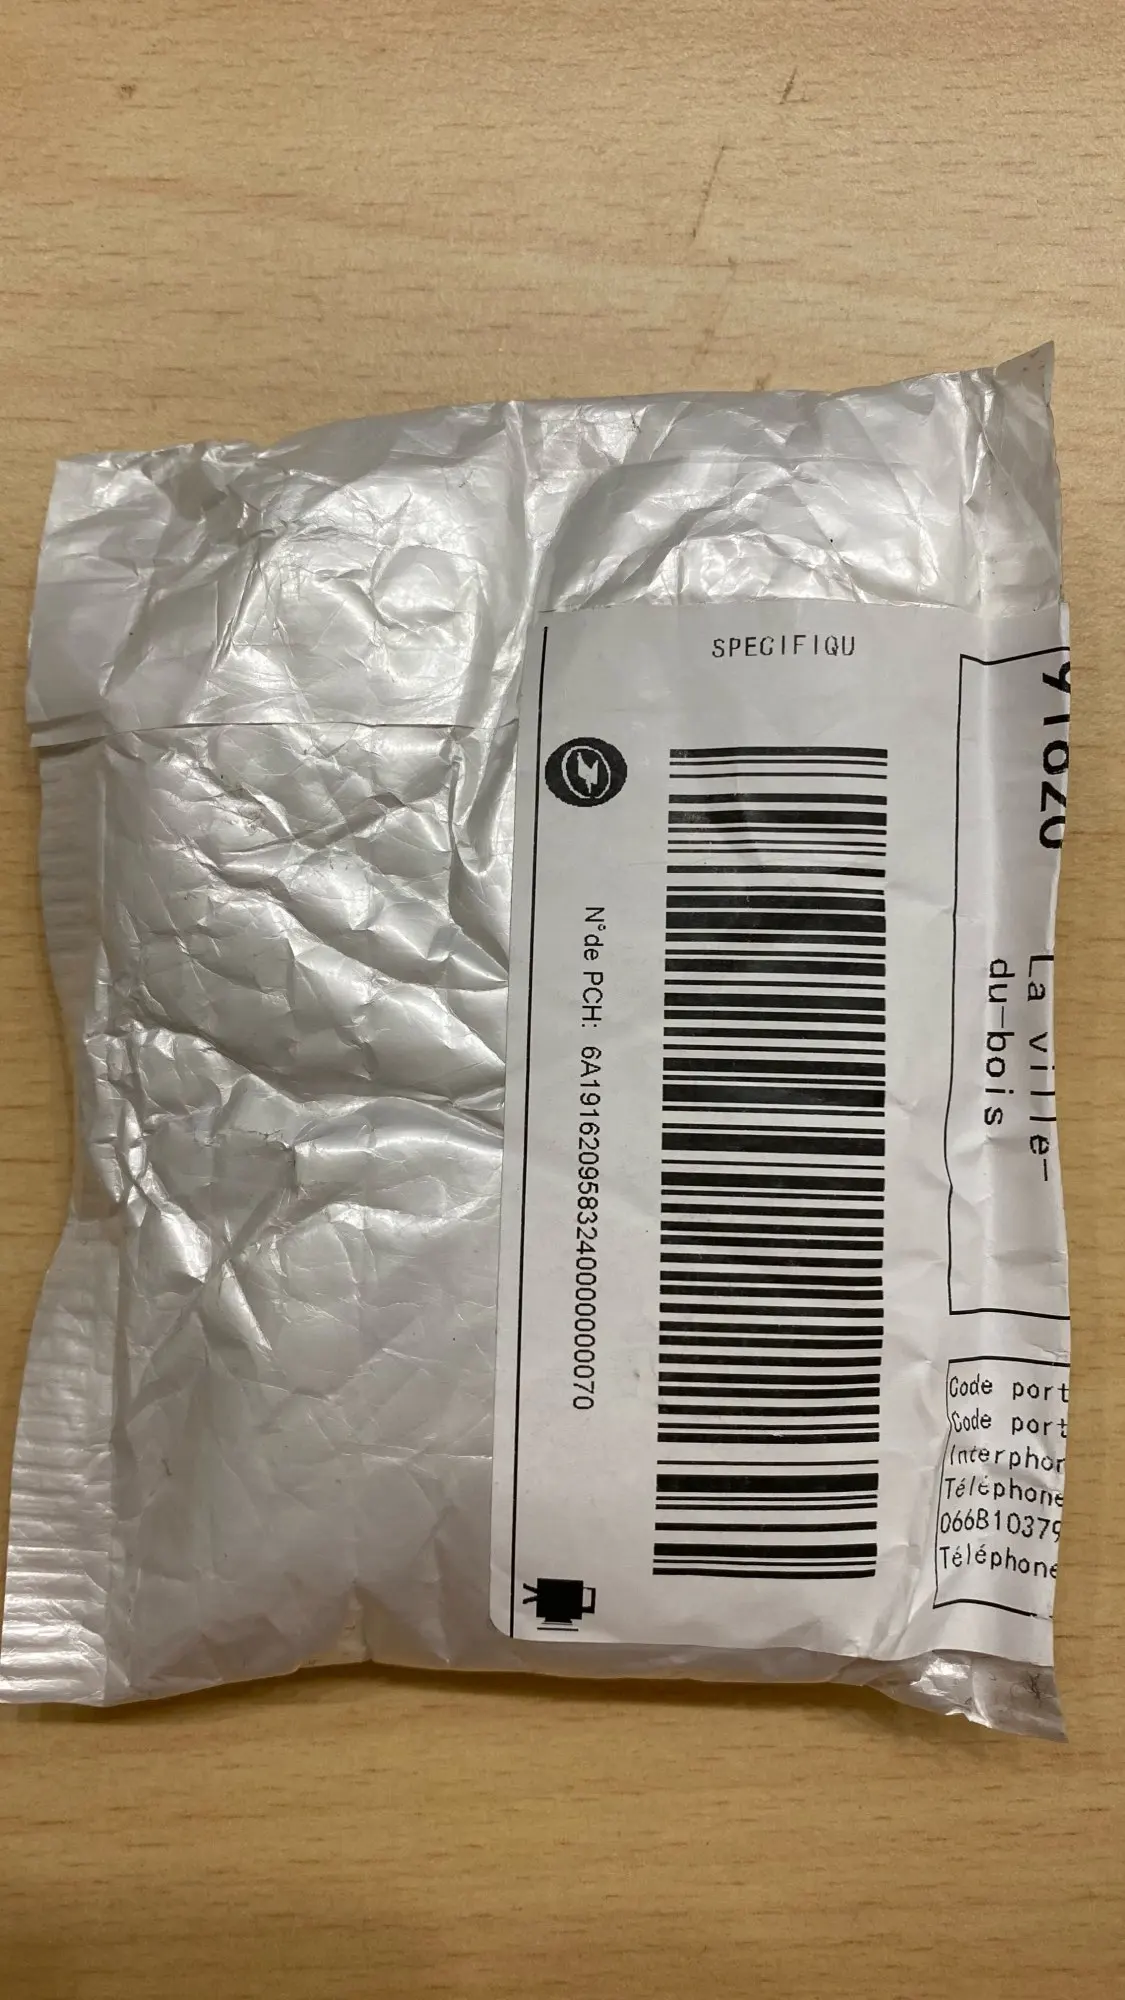 SPECIFIQU
N°de PCH: 6A19162095832400000000070
91620
La ville-
du-bois
Code port
Code port
Interphon
Téléphone
066B10379
Téléphone